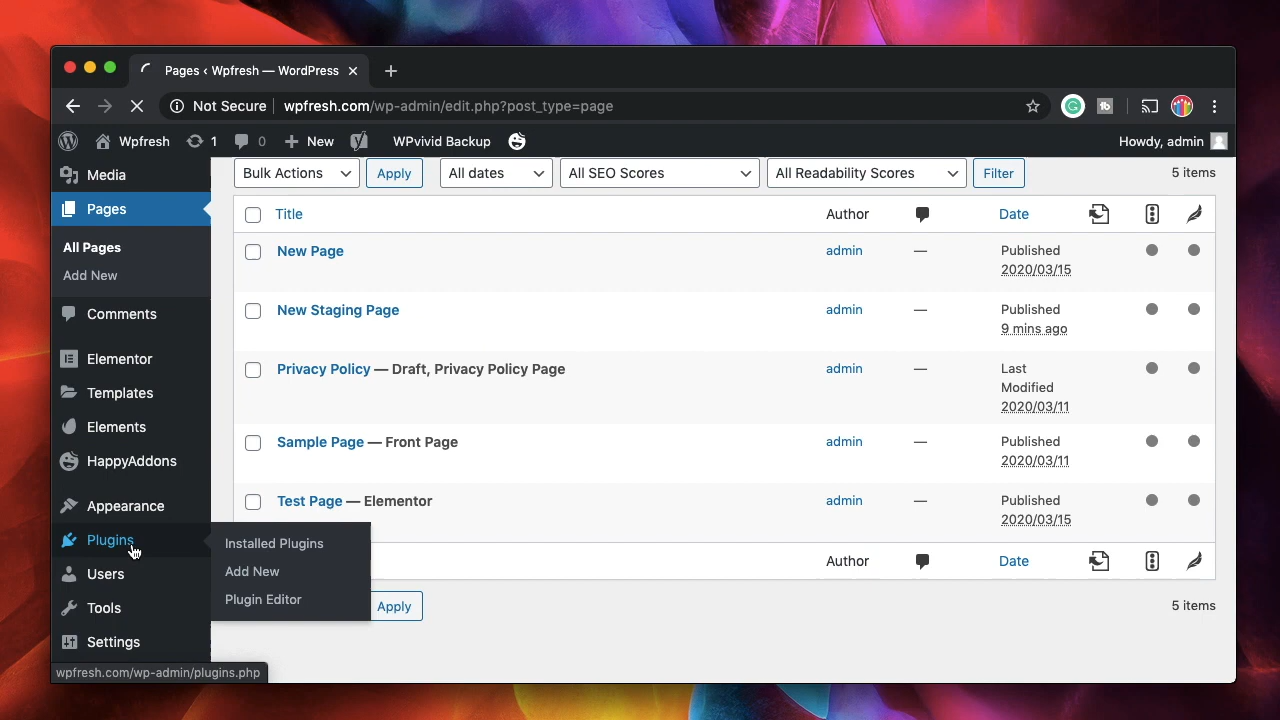 Pages ‹ Wpfresh — WordPress
Not Secure wpfresh.com/wp-admin/edit.php?post_type=page
Wpfresh 1 0 New WPvivid Backup Howdy, admin
Media
Pages
All Pages
Add New
Comments
Elementor
Templates
Elements
HappyAddons
Appearance
Plugins
Users
Tools
Settings
Installed Plugins
Add New
Plugin Editor
Bulk Actions Apply All dates All SEO Scores All Readability Scores Filter 5 items
Title Author Date
New Page admin — Published
2020/03/15
New Staging Page admin — Published
9 mins ago
Privacy Policy — Draft, Privacy Policy Page admin — Last
Modified
2020/03/11
Sample Page — Front Page admin — Published
2020/03/11
Test Page — Elementor admin — Published
2020/03/15
Author Date
Apply 5 items
wpfresh.com/wp-admin/plugins.php